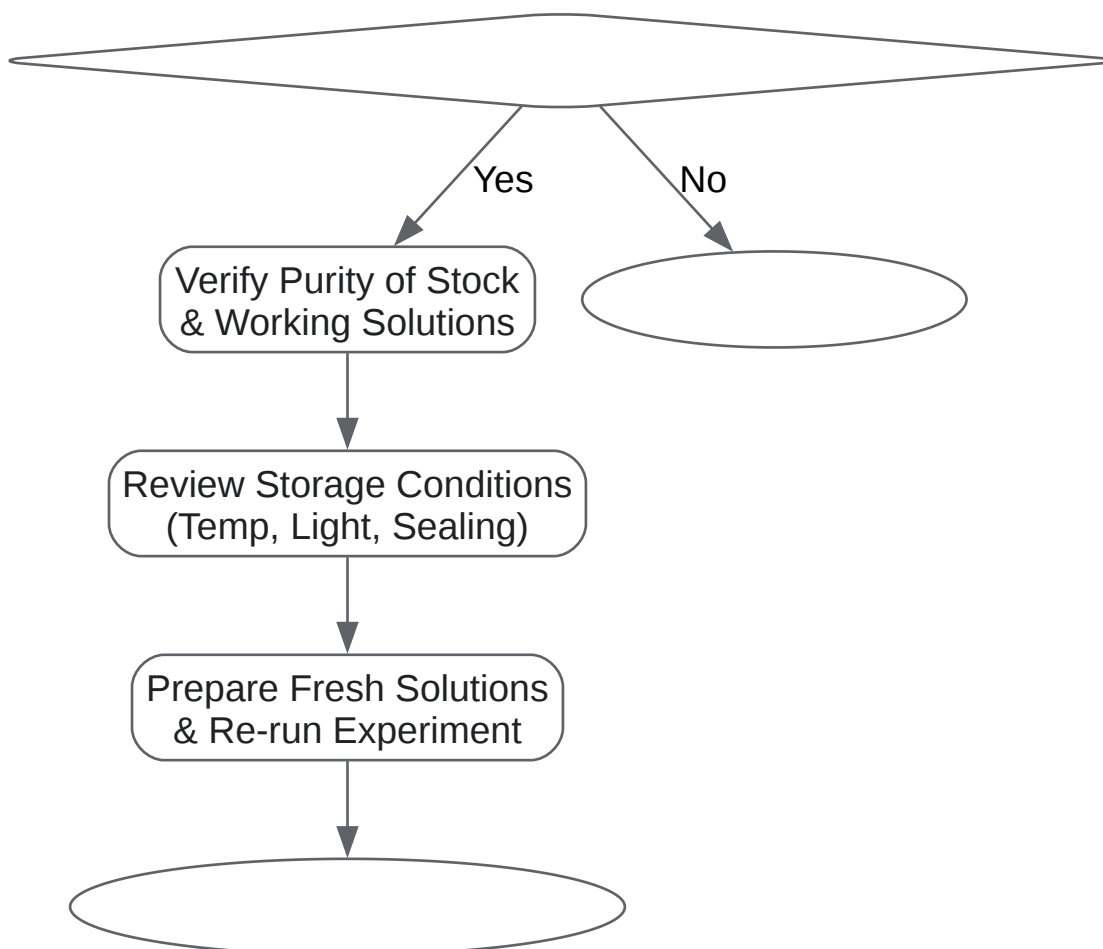 Yes
No
Verify Purity of Stock
& Working Solutions
Review Storage Conditions
(Temp, Light, Sealing)
Prepare Fresh Solutions
& Re-run Experiment